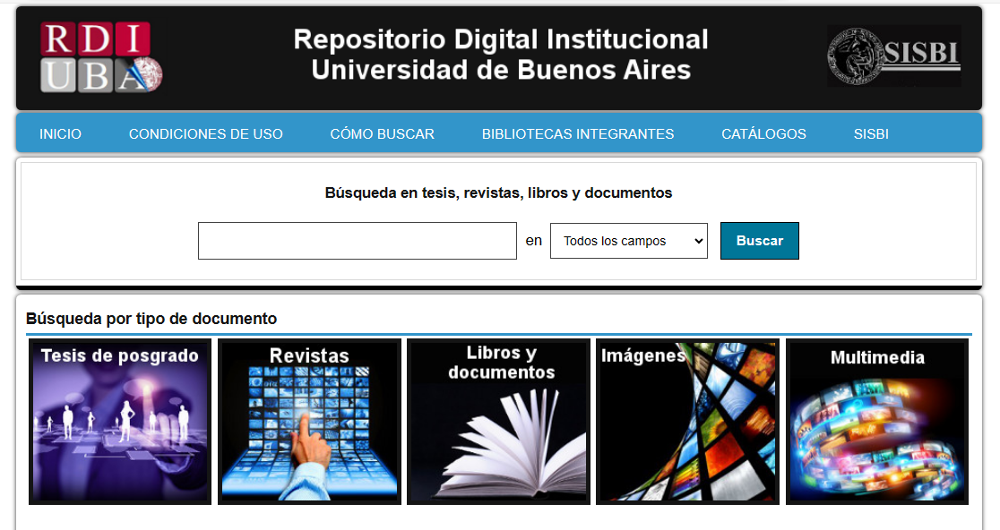 RDI
UBA
Repositorio Digital Institucional
Universidad de Buenos Aires
SISBI
INICIO CONDICIONES DE USO CÓMO BUSCAR BIBLIOTECAS INTEGRANTES CATÁLOGOS SISBI
Búsqueda en tesis, revistas, libros y documentos
en Todos los campos Buscar
Búsqueda por tipo de documento
Tesis de posgrado
Revistas
Libros y
documentos
Imágenes
Multimedia